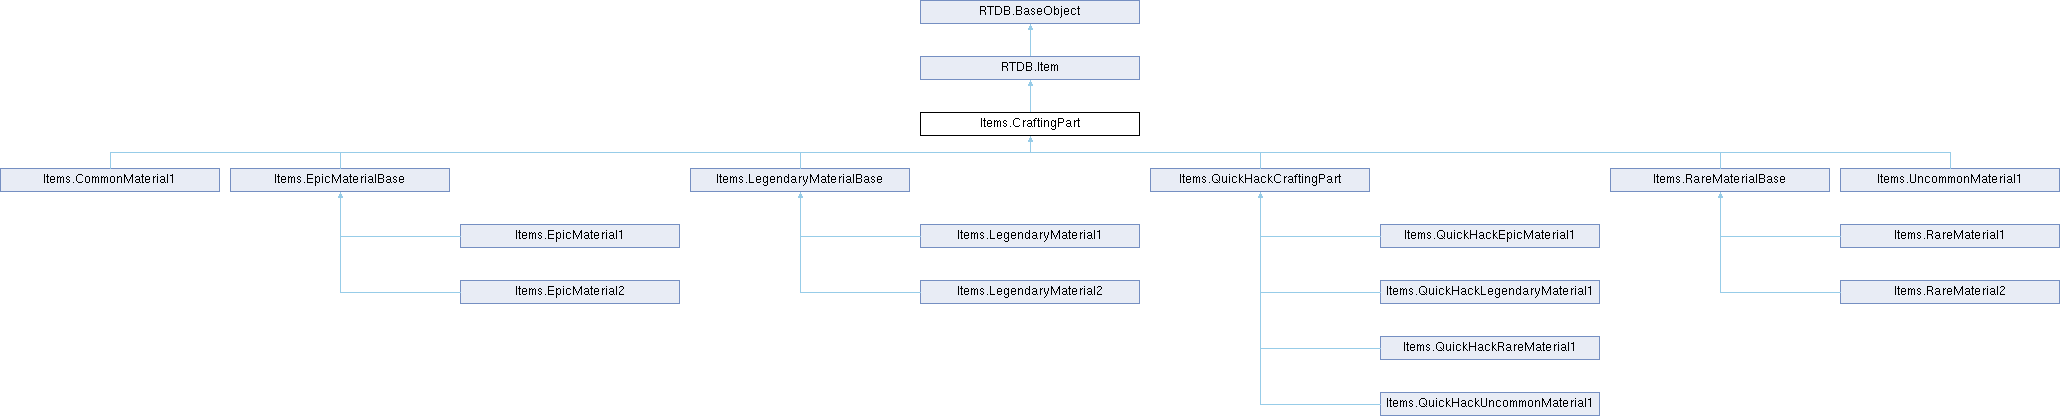 RTDB.BaseObject
RTDB.Item
Items.CraftingPart
Items.CommonMaterial1
Items.EpicMaterialBase
Items.LegendaryMaterialBase
Items.QuickHackCraftingPart
Items.RareMaterialBase
Items.UncommonMaterial1
Items.EpicMaterial1
Items.LegendaryMaterial1
Items.QuickHackEpicMaterial1
Items.RareMaterial1
Items.EpicMaterial2
Items.LegendaryMaterial2
Items.QuickHackLegendaryMaterial1
Items.RareMaterial2
Items.QuickHackRareMaterial1
Items.QuickHackUncommonMaterial1